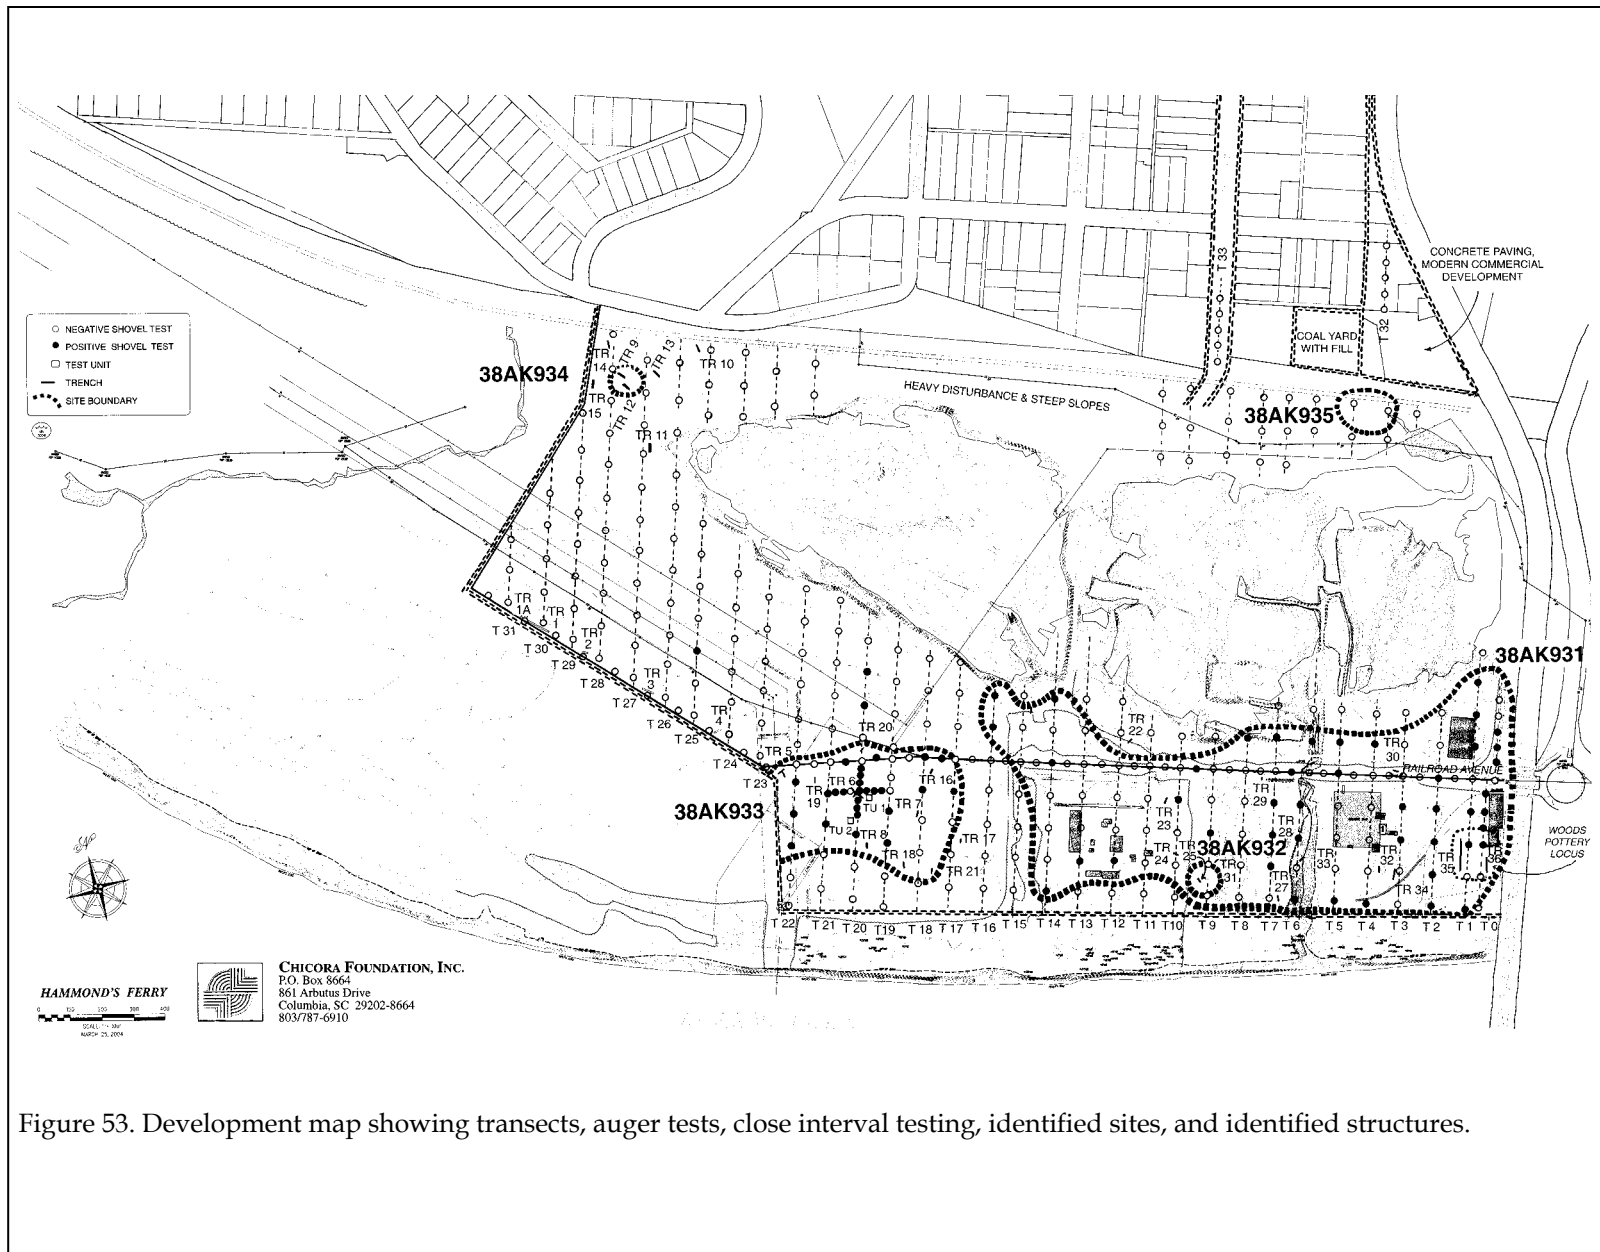 CONCRETE PAVING,
MODERN COMMERCIAL
DEVELOPMENT
T 33
T 32
COAL YARD
WITH FILL
NEGATIVE SHOVEL TEST
POSITIVE SHOVEL TEST
TEST UNIT
TRENCH
SITE BOUNDARY
38AK934
TR 14
TR 9
TR 13
TR 10
TR 15
TR 12
TR 11
HEAVY DISTURBANCE & STEEP SLOPES
38AK935
TR 1A
TR 1
TR 2
TR 3
TR 4
TR 5
T 31
T 30
T 29
T 28
T 27
T 26
T 25
T 24
T 23
38AK931
TR 20
TR 22
TR 30
RAILROAD AVENUE
38AK933
TR 6
TR 16
TR 19
TU 1
TR 7
TU 2
TR 8
TR 17
TR 18
TR 21
TR 23
TR 24
TR 25
TR 29
TR 28
38AK932
TR 31
TR 27
TR 33
TR 32
TR 34
TR 35
TR 36
WOODS
POTTERY
LOCUS
T 22
T 21
T 20
T19
T 18
T 17
T 16
T 15
T 14
T 13
T 12
T 11
T10
T9
T 8
T 7
T 6
T5
T 4
T 3
T 2
T 1
T 0
HAMMOND'S FERRY
MARCH 25, 2004
CHICORA FOUNDATION, INC.
P.O. Box 8664
861 Arbutus Drive
Columbia, SC 29202-8664
803/787-6910
Figure 53. Development map showing transects, auger tests, close interval testing, identified sites, and identified structures.